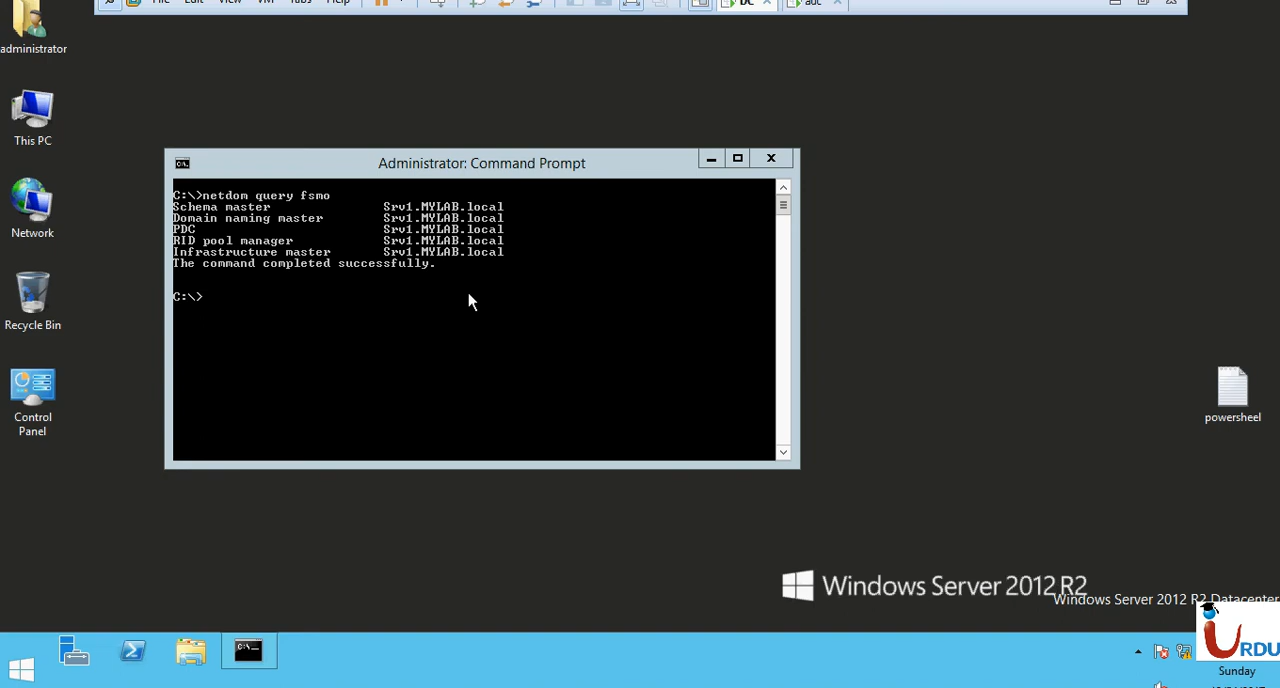 File Edit View VM Tabs Help
DC
adc
administrator
This PC
Network
Recycle Bin
Control
Panel
Administrator: Command Prompt
C:\>netdom query fsmo
Schema master Srv1.MYLAB.local
Domain naming master Srv1.MYLAB.local
PDC Srv1.MYLAB.local
RID pool manager Srv1.MYLAB.local
Infrastructure master Srv1.MYLAB.local
The command completed successfully.
C:\>
powersheel
Windows Server 2012 R2
Windows Server 2012 R2 Datacenter
URDU
Sunday